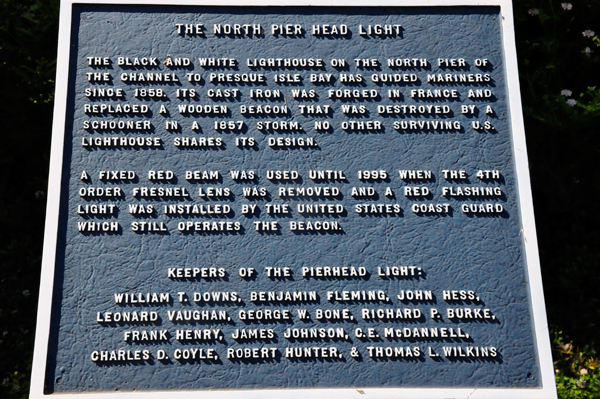 THE NORTH PIER HEAD LIGHT
THE BLACK AND WHITE LIGHTHOUSE ON THE NORTH PIER OF
THE CHANNEL TO PRESQUE ISLE BAY HAS GUIDED MARINERS
SINCE 1858. ITS CAST IRON WAS FORGED IN FRANCE AND
REPLACED A WOODEN BEACON THAT WAS DESTROYED BY A
SCHOONER IN A 1857 STORM. NO OTHER SURVIVING U.S.
LIGHTHOUSE SHARES ITS DESIGN.
A FIXED RED BEAM WAS USED UNTIL 1995 WHEN THE 4TH
ORDER FRESNEL LENS WAS REMOVED AND A RED FLASHING
LIGHT WAS INSTALLED BY THE UNITED STATES COAST GUARD
WHICH STILL OPERATES THE BEACON.
KEEPERS OF THE PIERHEAD LIGHT:
WILLIAM T. DOWNS, BENJAMIN FLEMING, JOHN HESS,
LEONARD VAUGHAN, GEORGE W. BONE, RICHARD P. BURKE,
FRANK HENRY, JAMES JOHNSON, C.E. MCDANNELL,
CHARLES D. COYLE, ROBERT HUNTER, & THOMAS L. WILKINS